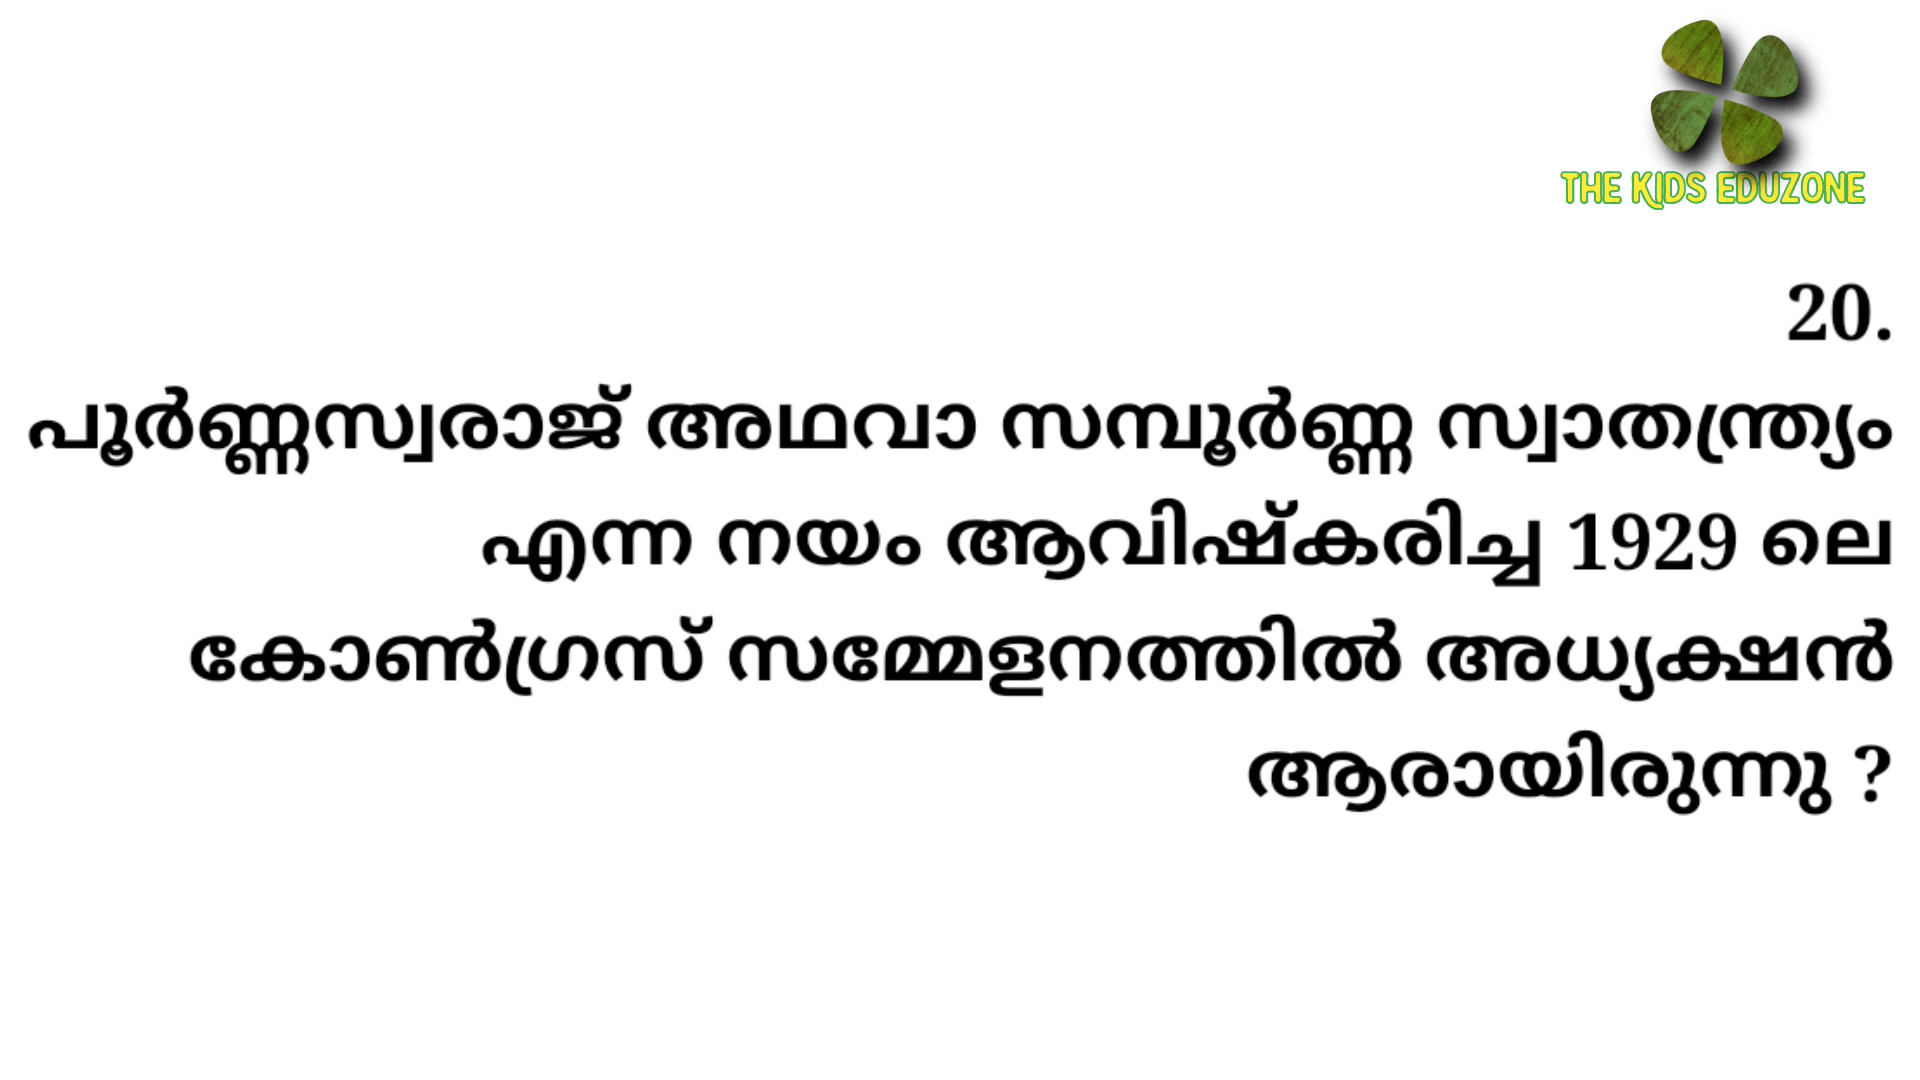 THE KIDS EDUZONE
20.
പൂർണ്ണസ്വരാജ് അഥവാ സമ്പൂർണ്ണ സ്വാതന്ത്ര്യം
എന്ന നയം ആവിഷ്കരിച്ച 1929 ലെ
കോൺഗ്രസ് സമ്മേളനത്തിൽ അധ്യക്ഷൻ
ആരായിരുന്നു ?